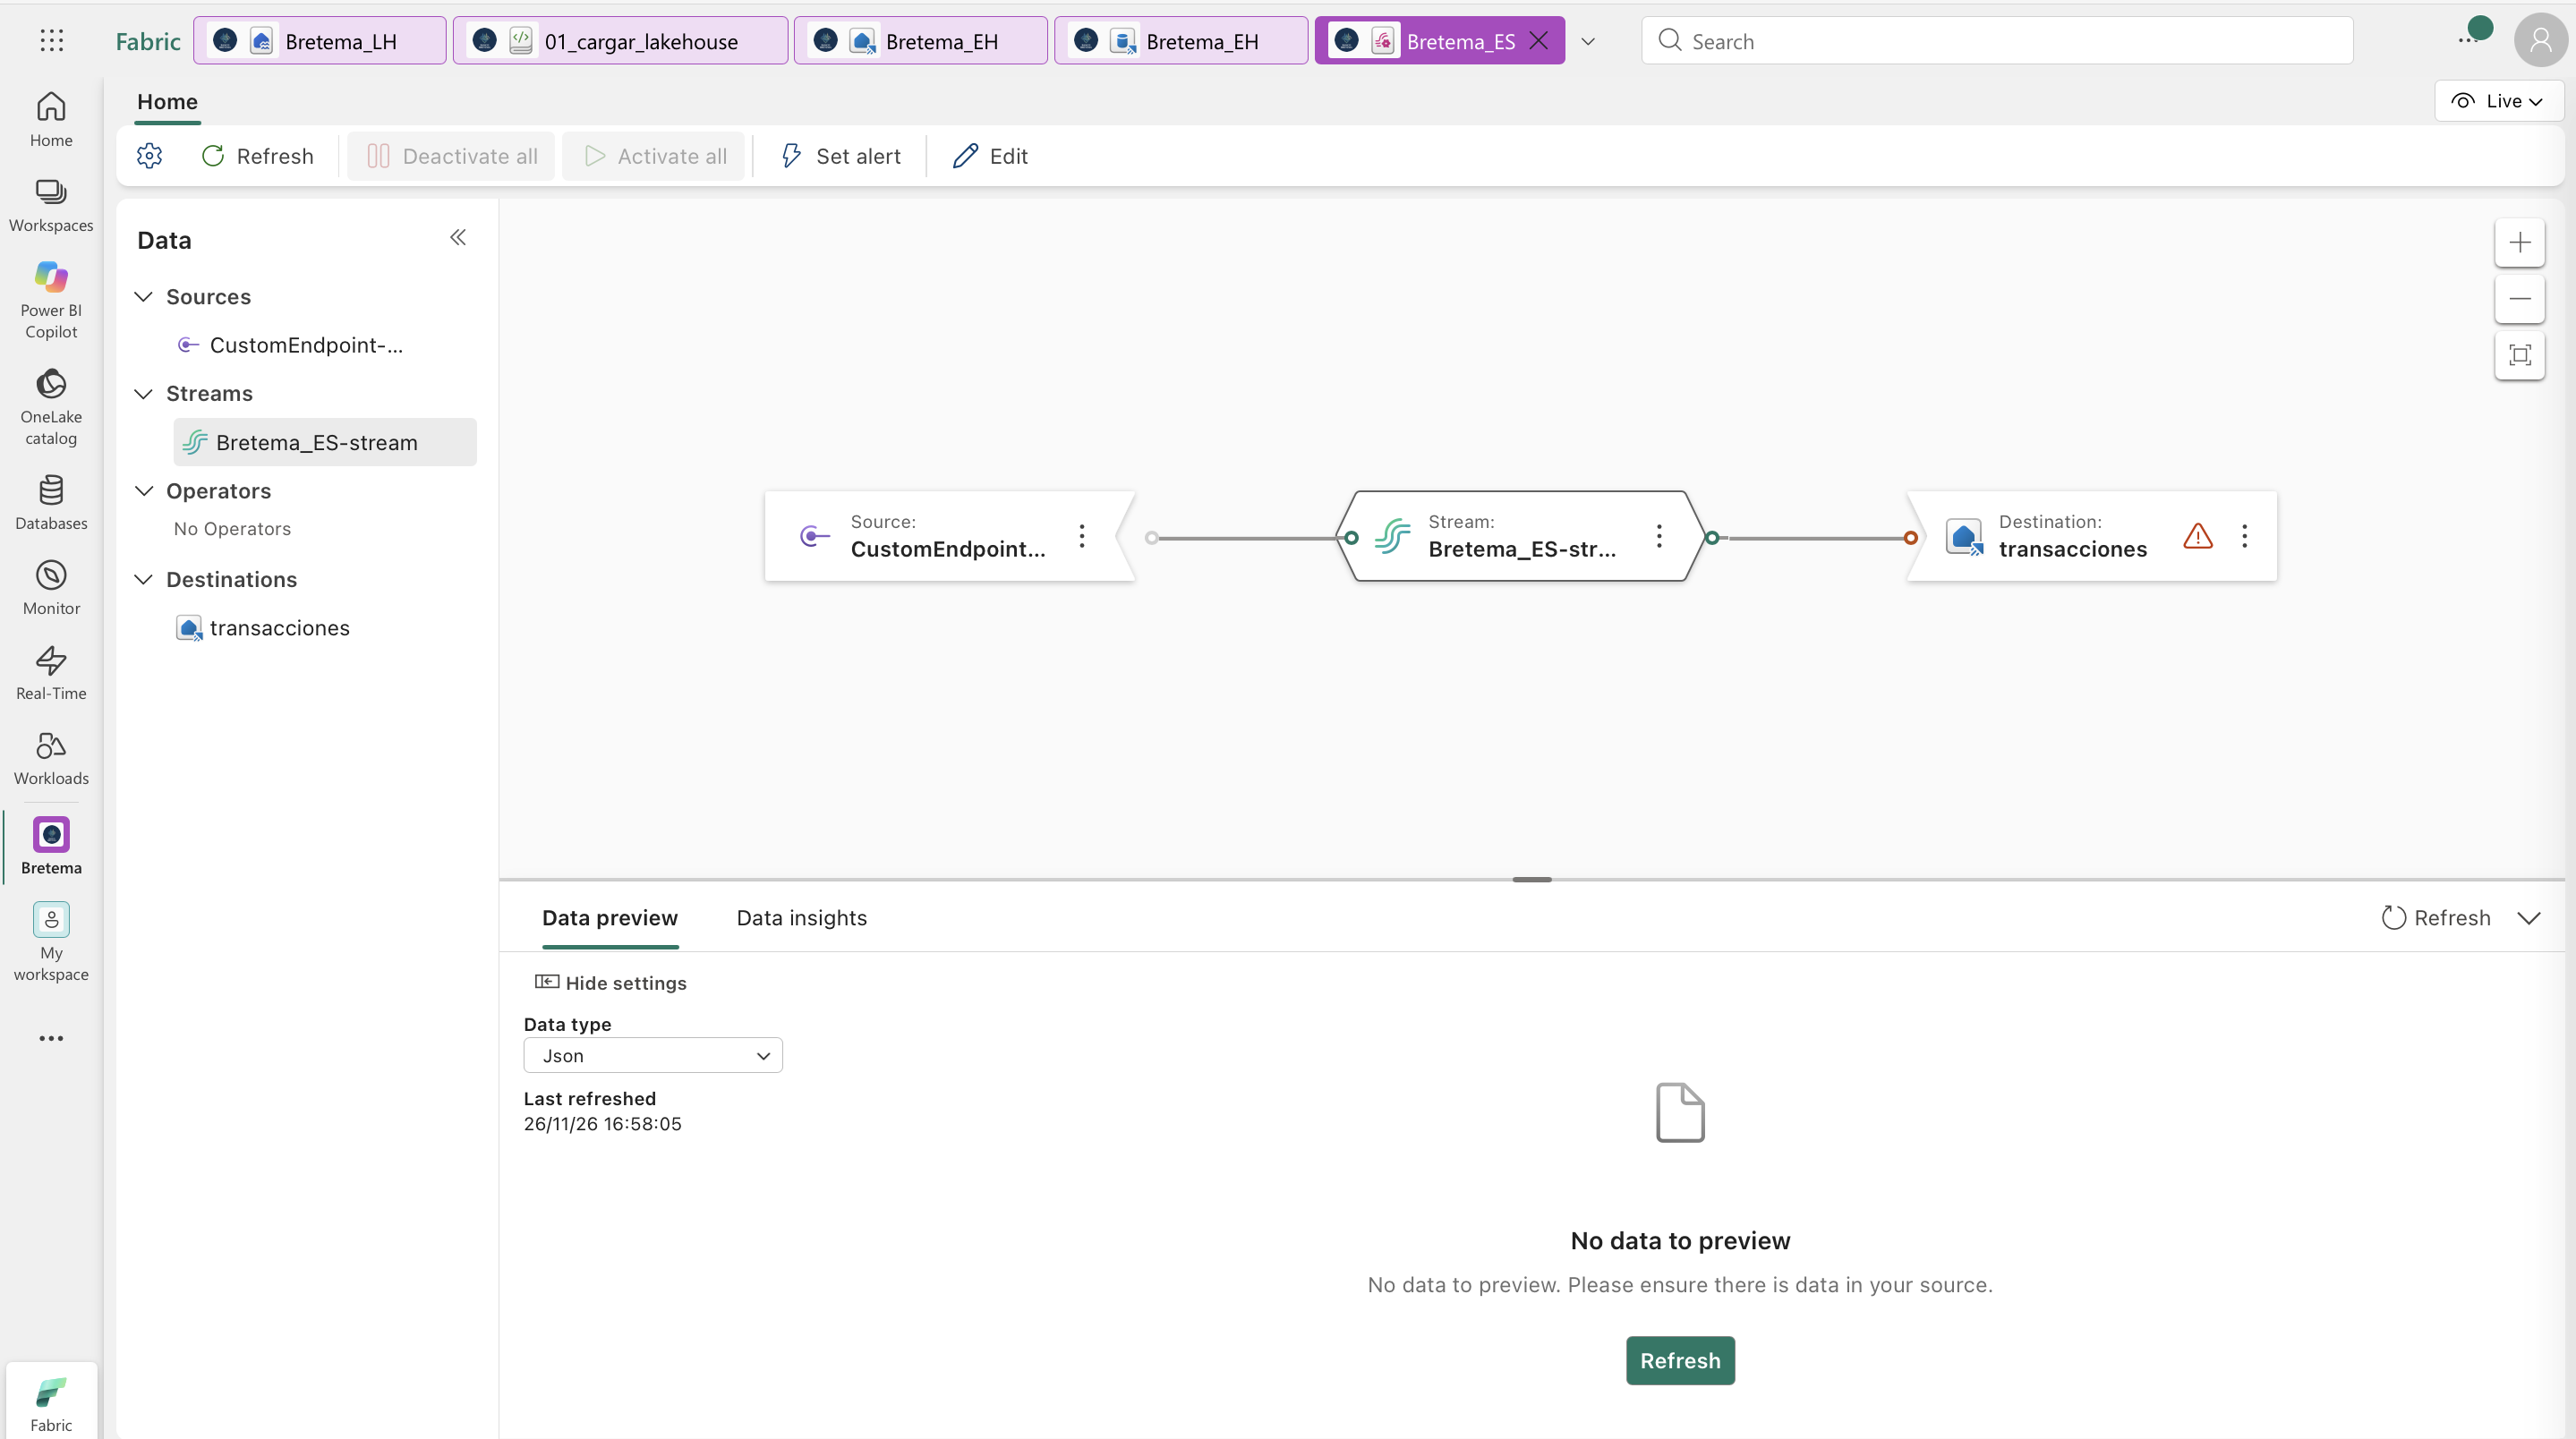 Fabric
Bretema_LH
01_cargar_lakehouse
Bretema_EH
Bretema_EH
Bretema_ES
Search
Home
Live
Refresh
Deactivate all
Activate all
Set alert
Edit
Home
Workspaces
Power BI
Copilot
OneLake
catalog
Databases
Monitor
Real-Time
Workloads
Bretema
My
workspace
Fabric
Data
Sources
CustomEndpoint-...
Streams
Bretema_ES-stream
Operators
No Operators
Destinations
transacciones
Source:
CustomEndpoint...
Stream:
Bretema_ES-str...
Destination:
transacciones
Data preview
Data insights
Refresh
Hide settings
Data type
Json
Last refreshed
26/11/26 16:58:05
No data to preview
No data to preview. Please ensure there is data in your source.
Refresh